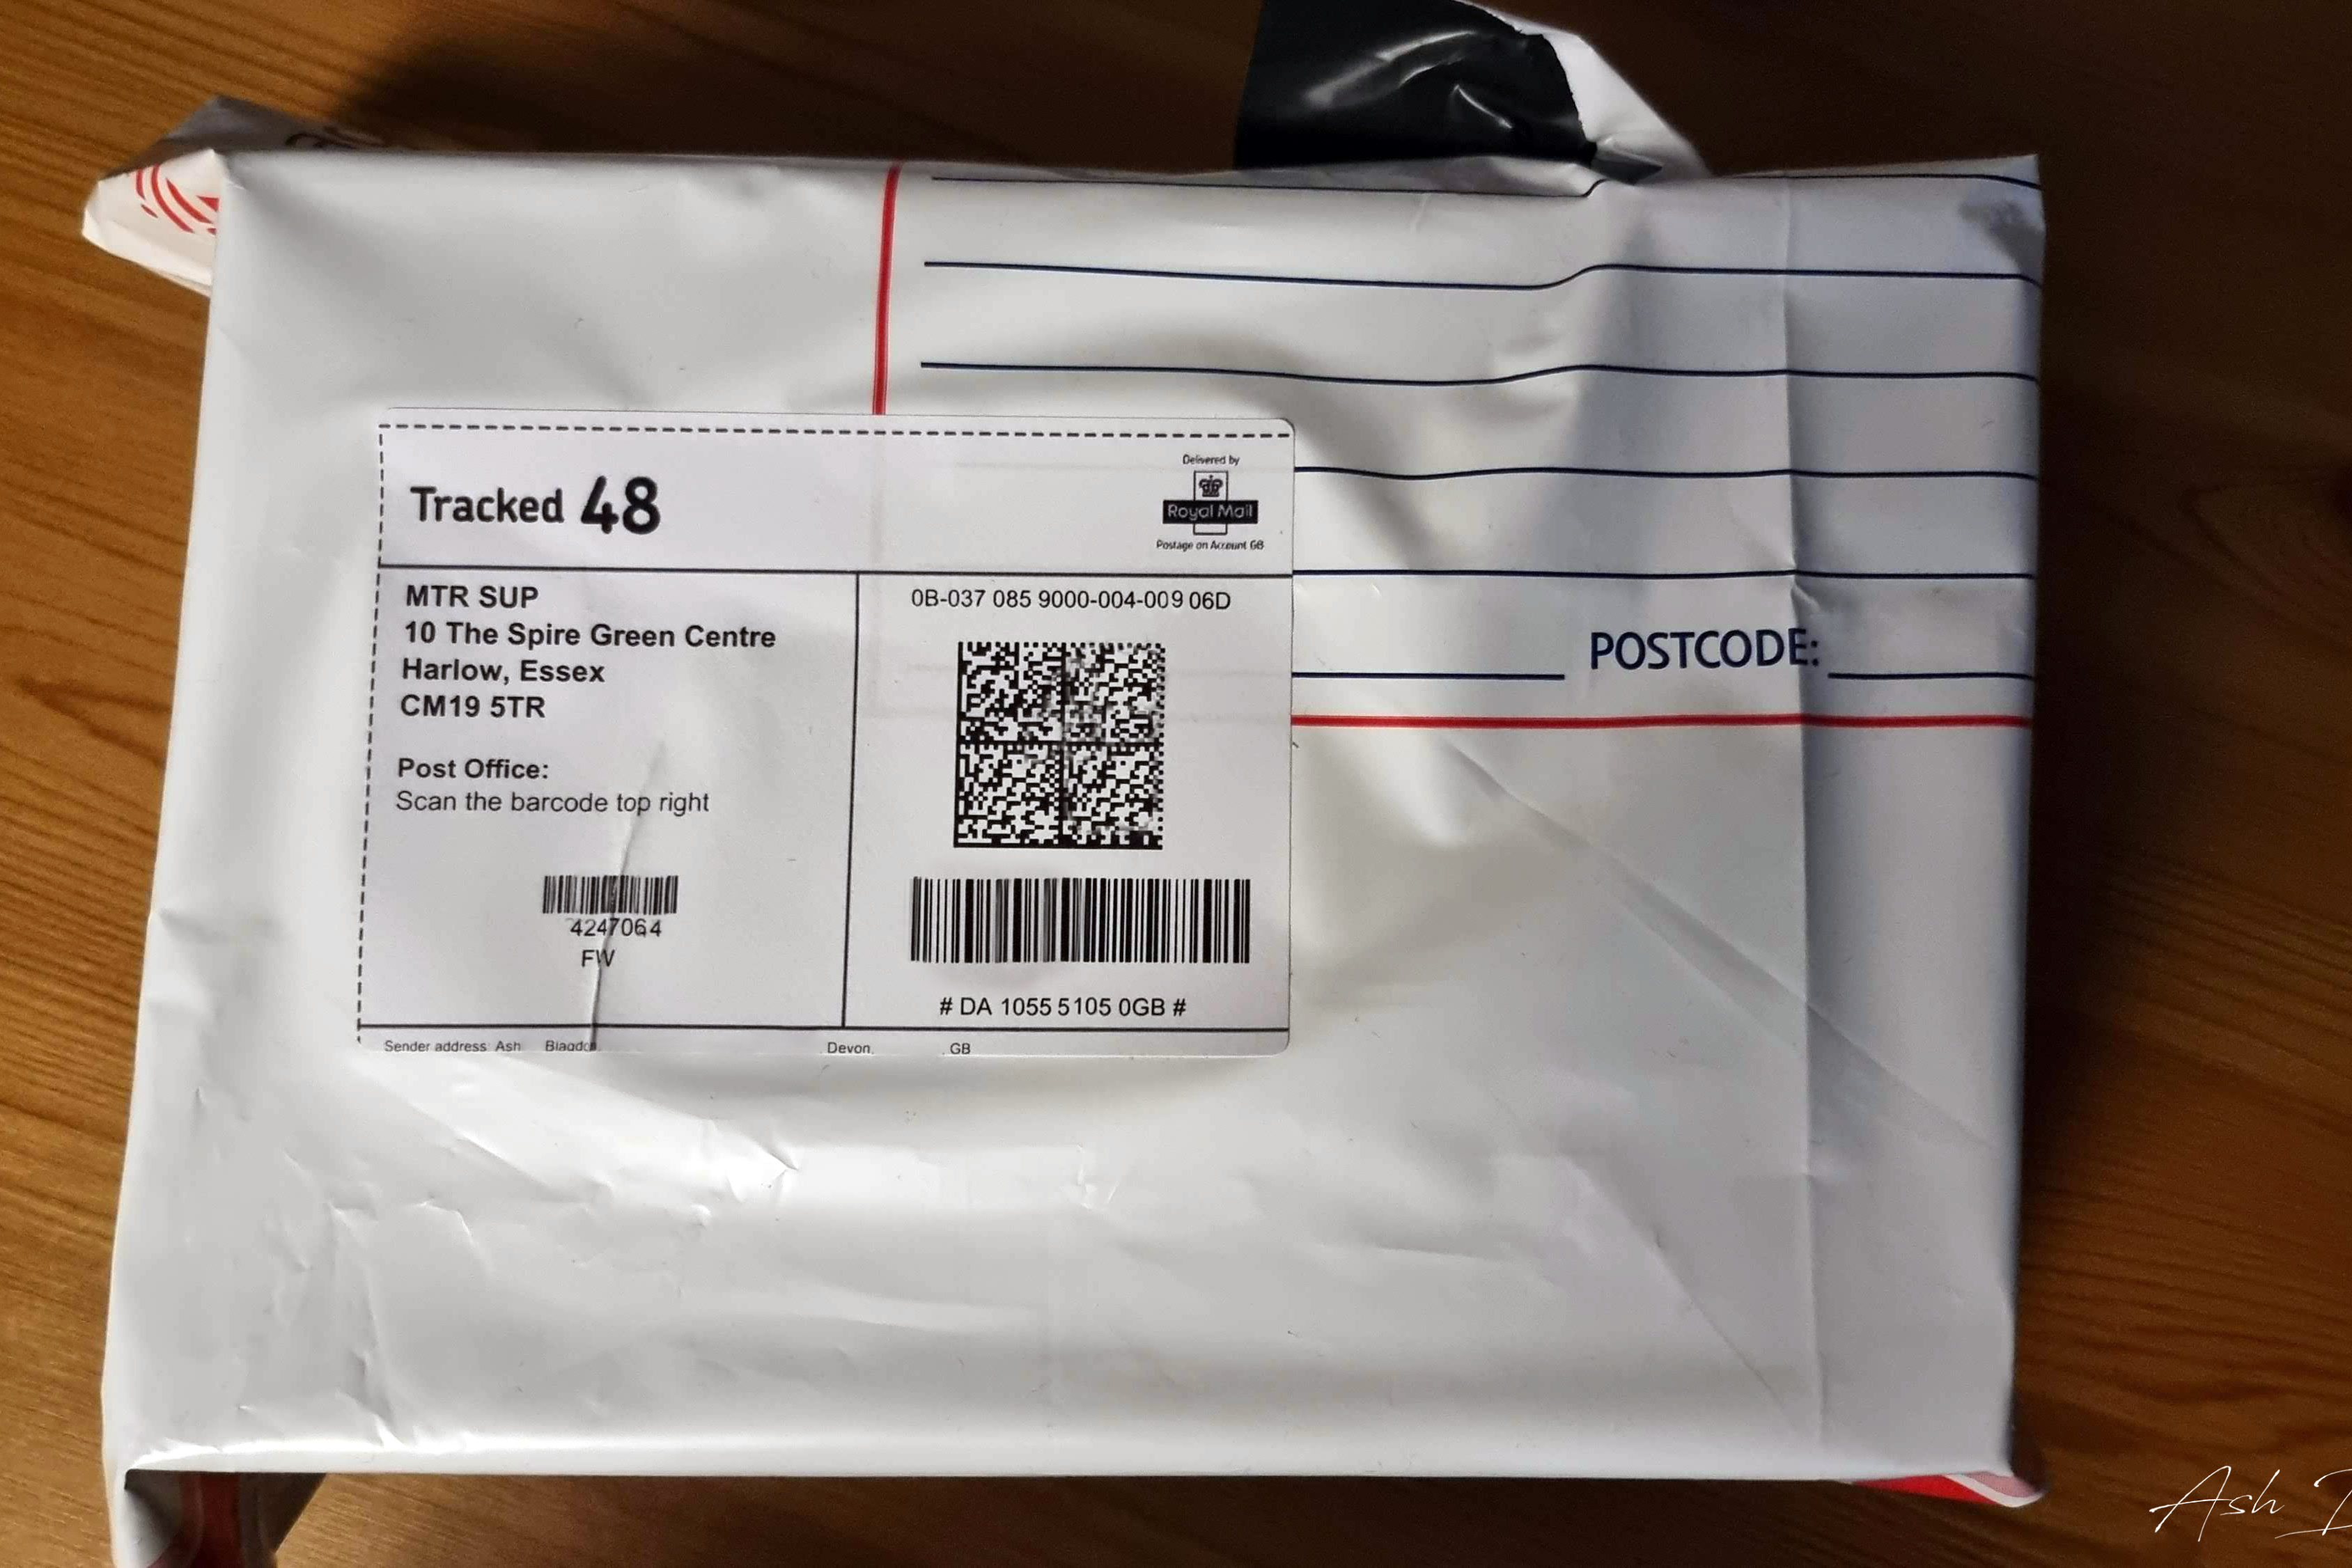 Tracked 48
Delivered by
Royal Mail
Postage on Account GB
MTR SUP
10 The Spire Green Centre
Harlow, Essex
CM19 5TR
Post Office:
Scan the barcode top right
4247064
FW
0B-037 085 9000-004-009 06D
# DA 1055 5105 0GB #
Sender address: Ash Blagdon, Devon, , GB
POSTCODE:
Ash